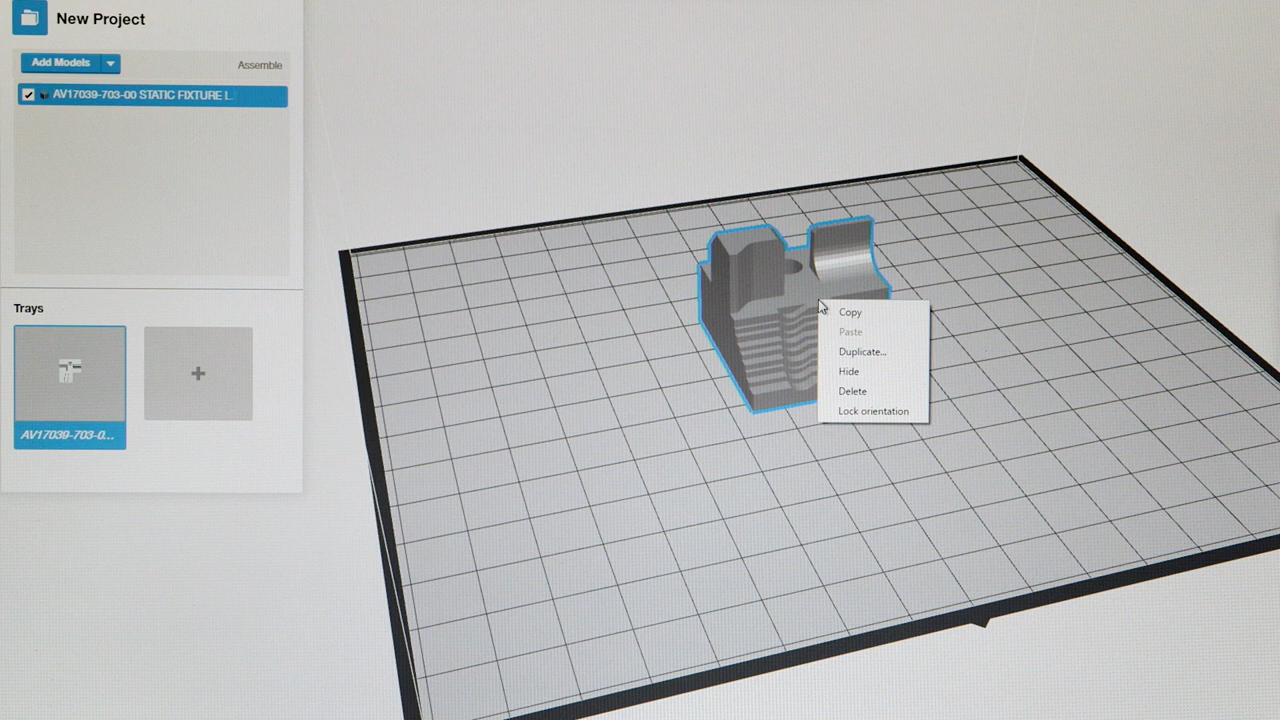 New Project
Add Models
Assemble
AV17039-703-00 STATIC FIXTURE L
Trays
AV17039-703-0...
Copy
Paste
Duplicate...
Hide
Delete
Lock orientation